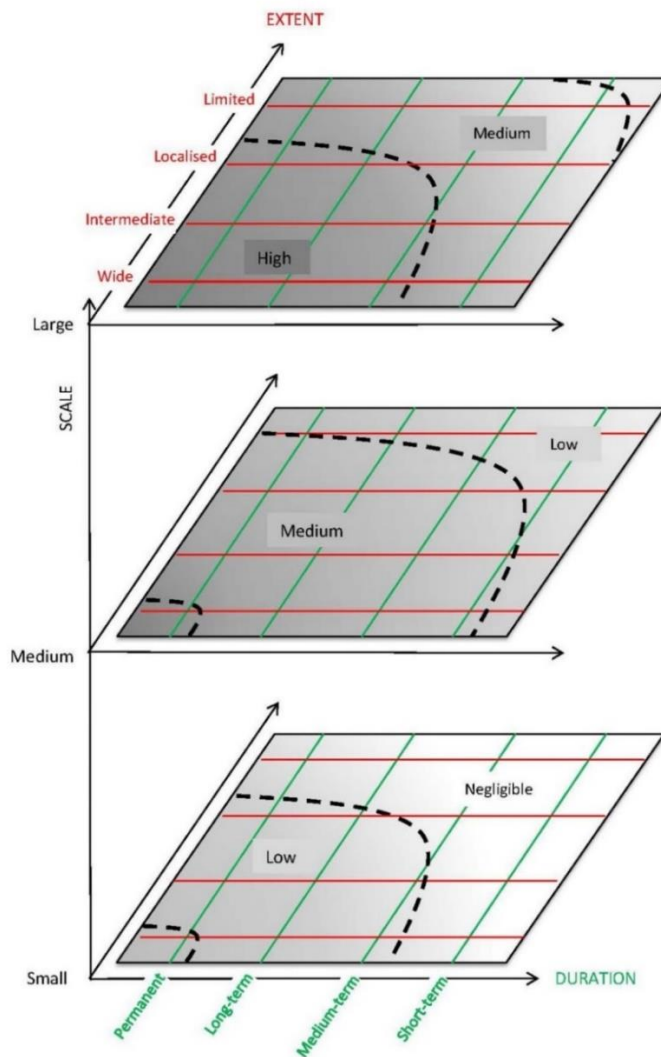 EXTENT
Limited
Medium
Localised
Intermediate
High
Wide
Large
SCALE
Low
Medium
Medium
Negligible
Low
Small
Permanent
Long-term
Medium-term
Short-term
DURATION